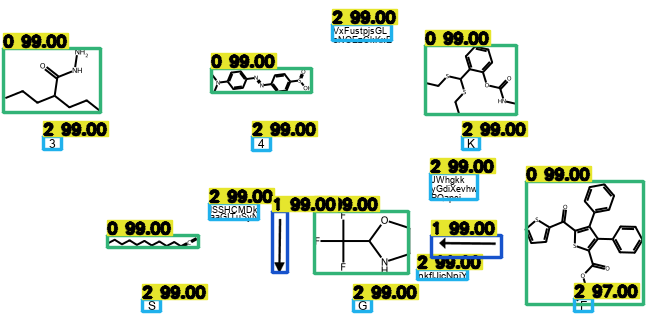 2 99.00
VxFustpjsGL
0 99.00
0 99.00
0 99.00
NH2
NH
O
N
N
N
O
S
S
O
O
HN
2 99.00
3
2 99.00
4
2 99.00
K
2 99.00
JWhgkk
yGdiXevhw
0 99.00
2 99.00
SSHCMDk
1 99.00
0 99.00
F
F
F
O
N
H
1 99.00
2 99.00
nkfUjcNnjY
S
O
S
O
O
2 99.00
S
2 99.00
G
2 97.00